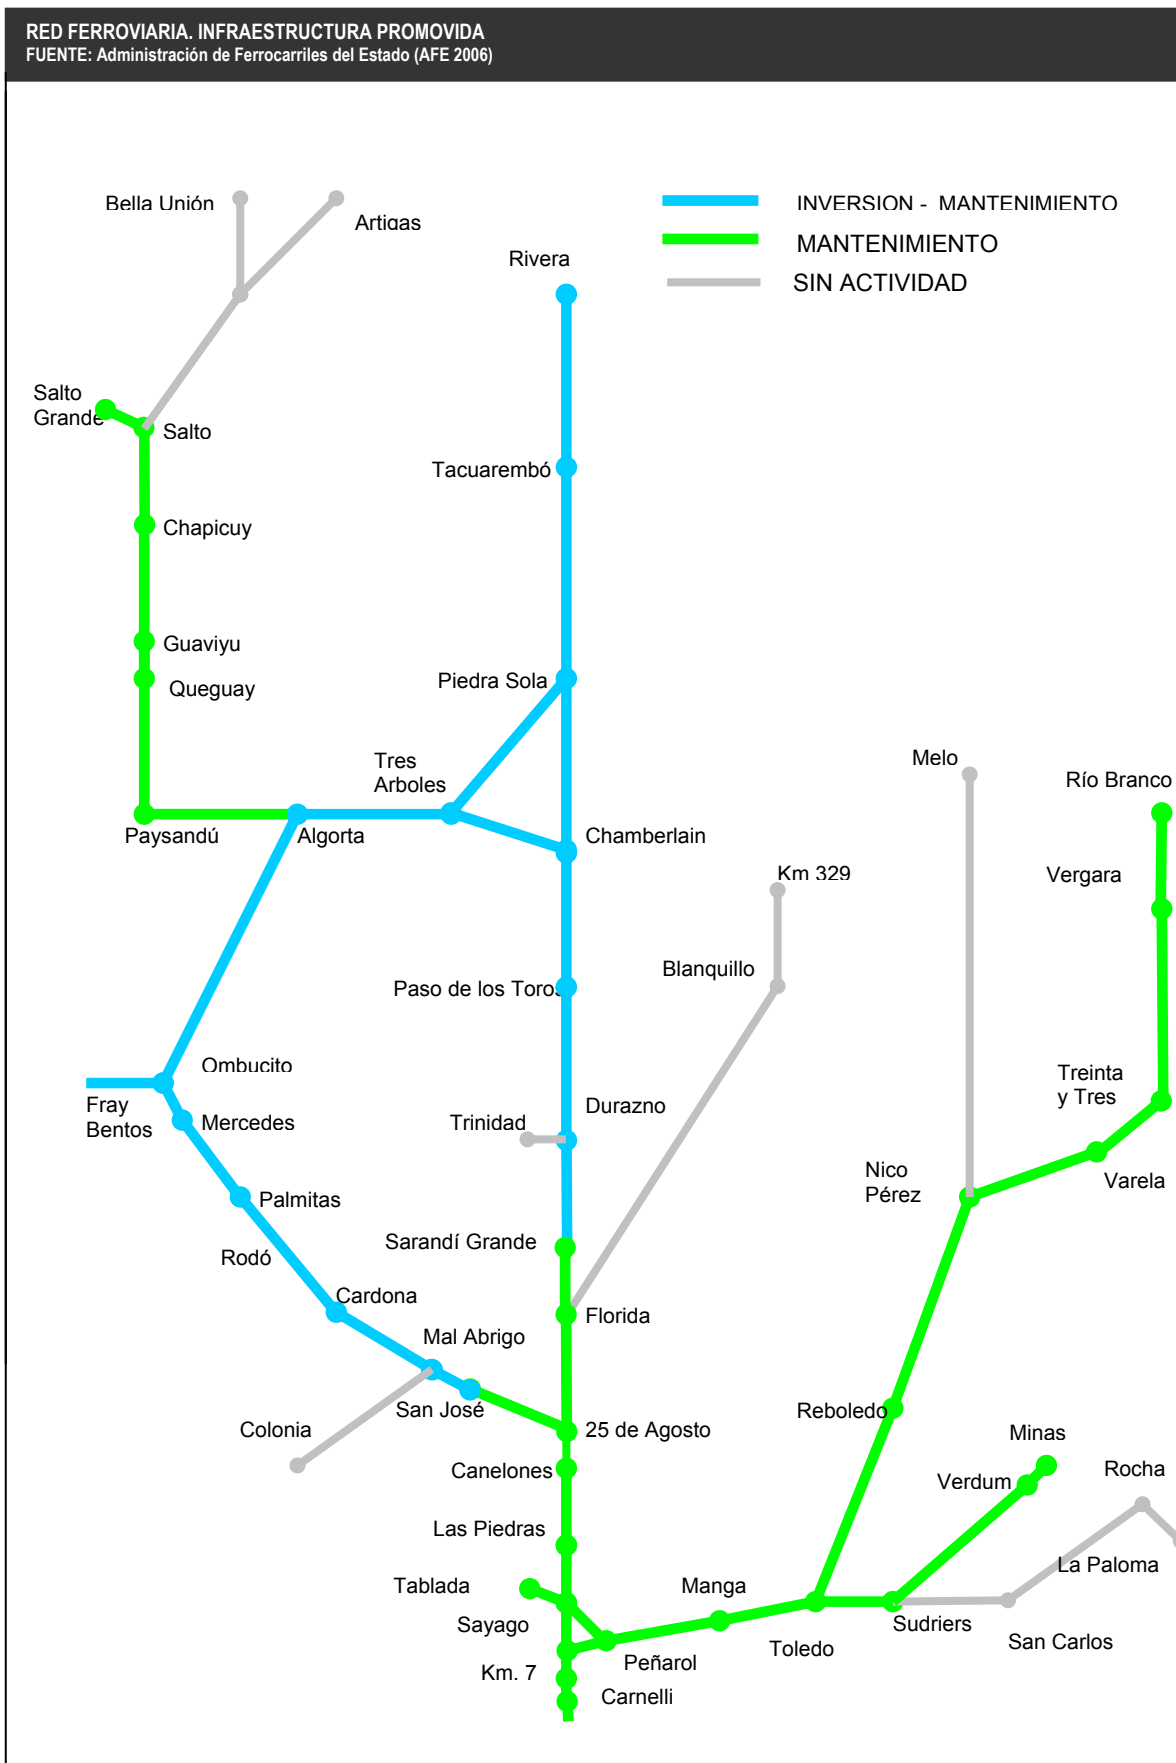 RED FERROVIARIA. INFRAESTRUCTURA PROMOVIDA
FUENTE: Administración de Ferrocarriles del Estado (AFE 2006)
Bella Unión
Artigas
INVERSION - MANTENIMIENTO
MANTENIMIENTO
SIN ACTIVIDAD
Rivera
Salto
Grande
Salto
Tacuarembó
Chapicuy
Guaviyu
Queguay
Piedra Sola
Tres
Arboles
Melo
Río Branco
Paysandú
Algorta
Chamberlain
Km 329
Vergara
Blanquillo
Paso de los Toros
Ombucito
Fray
Bentos
Mercedes
Trinidad
Durazno
Treinta
y Tres
Nico
Pérez
Varela
Palmitas
Rodó
Sarandí Grande
Cardona
Florida
Mal Abrigo
San José
Colonia
25 de Agosto
Reboledo
Minas
Canelones
Verdum
Rocha
Las Piedras
La Paloma
Tablada
Manga
Sayago
Sudriers
San Carlos
Toledo
Peñarol
Km. 7
Carnelli